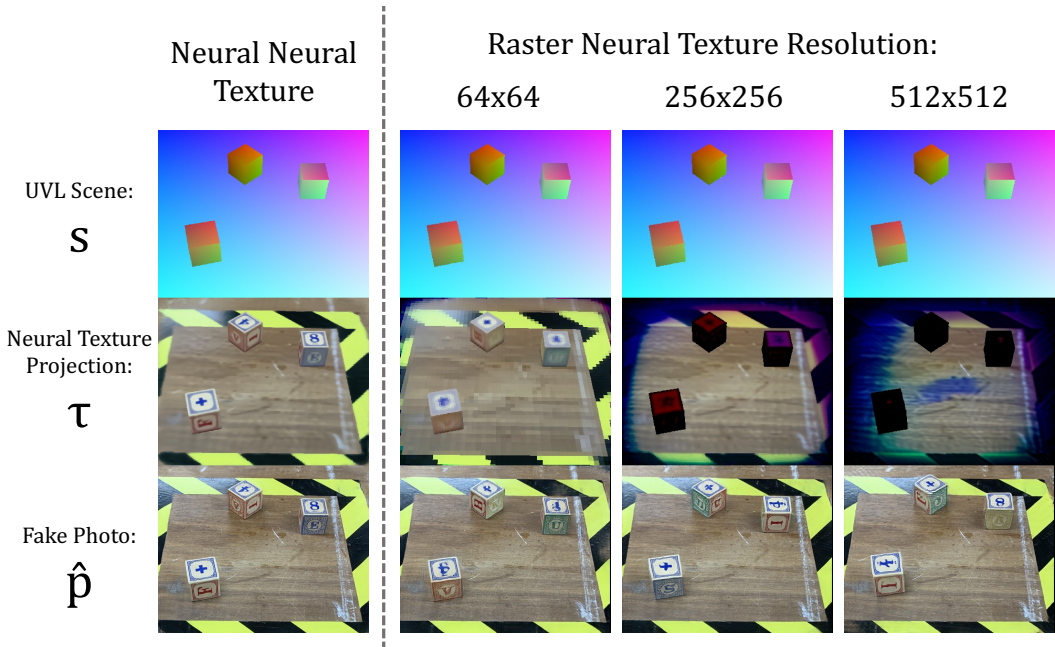 Neural Neural
Texture
Raster Neural Texture Resolution:
64x64
256x256
512x512
UVL Scene:
s
Neural Texture
Projection:
τ
Fake Photo:
p̂